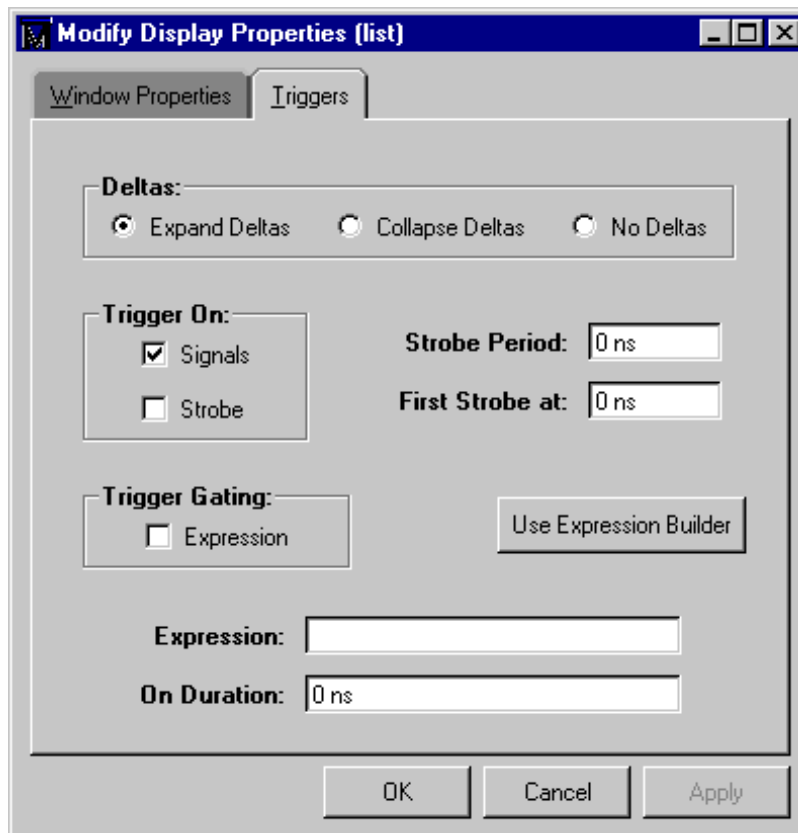 Modify Display Properties (list)
Window Properties Triggers
Deltas:
Expand Deltas Collapse Deltas No Deltas
Trigger On:
Signals
Strobe
Strobe Period: 0 ns
First Strobe at: 0 ns
Trigger Gating:
Expression
Use Expression Builder
Expression:
On Duration: 0 ns
OK Cancel Apply